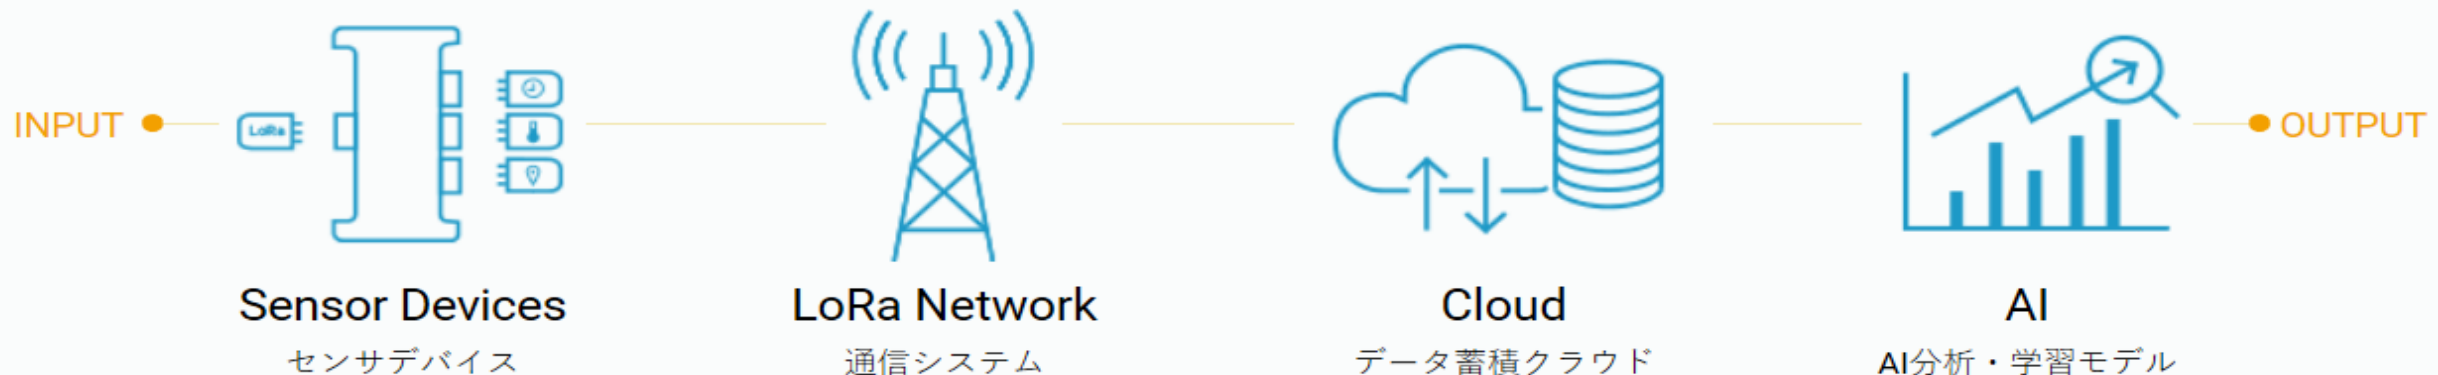 INPUT
LoRa
OUTPUT
Sensor Devices
センサデバイス
LoRa Network
通信システム
Cloud
データ蓄積クラウド
AI
AI分析・学習モデル